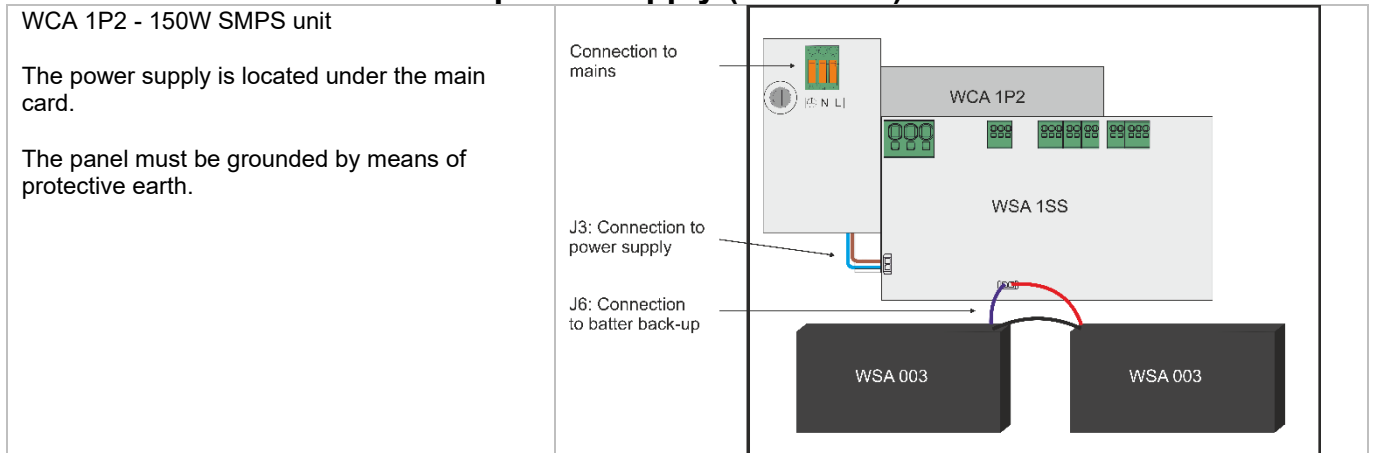 WCA 1P2 - 150W SMPS unit
The power supply is located under the main
card.
The panel must be grounded by means of
protective earth.
Connection to
mains
N L
WCA 1P2
WSA 1SS
J3: Connection to
power supply
J6: Connection
to batter back-up
WSA 003
WSA 003